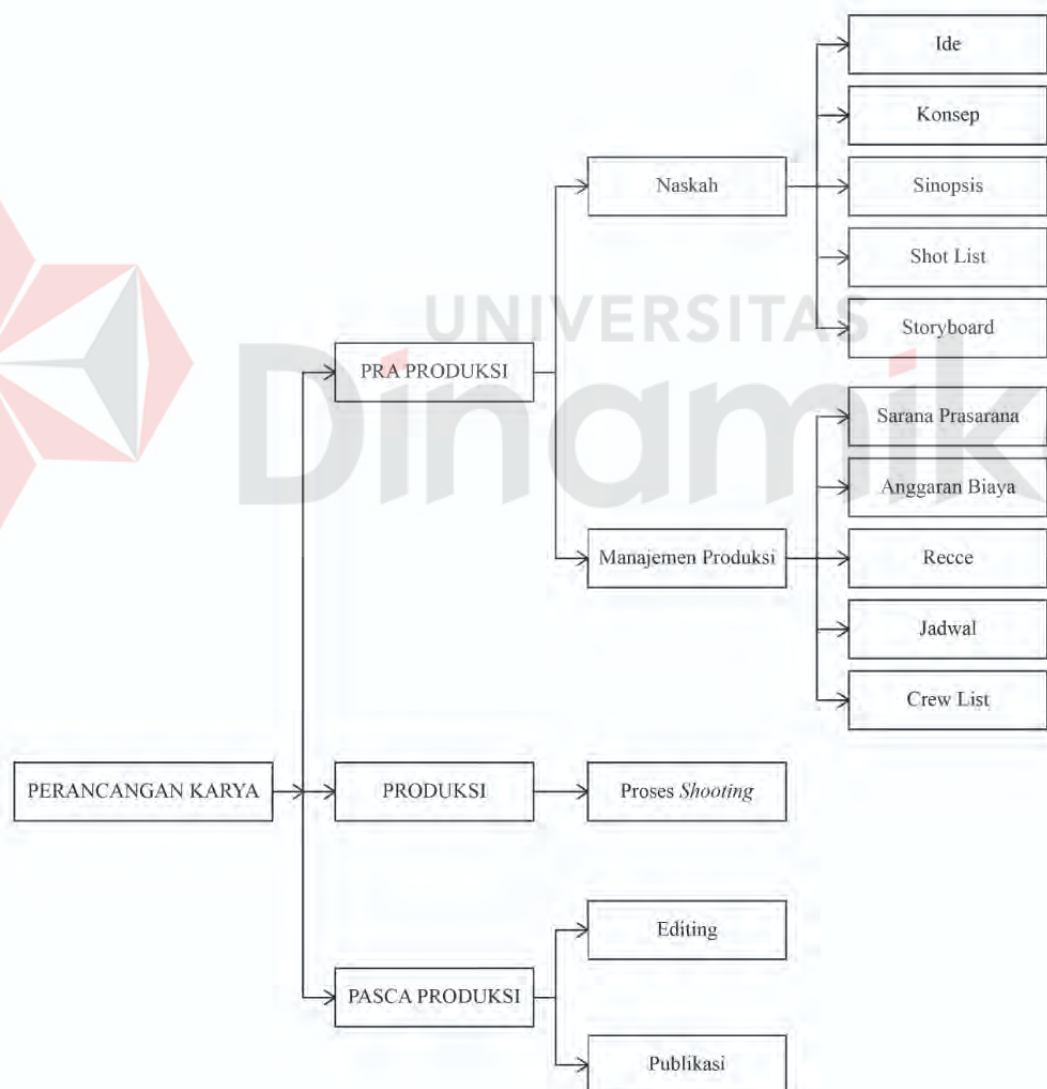 Ide
Konsep
Naskah
Sinopsis
Shot List
Storyboard
UNIVERSITAS
Dinamik
PRA PRODUKSI
Sarana Prasarana
Anggaran Biaya
Manajemen Produksi
Recce
Jadwal
Crew List
PERANCANGAN KARYA
PRODUKSI
Proses Shooting
Editing
PASCA PRODUKSI
Publikasi